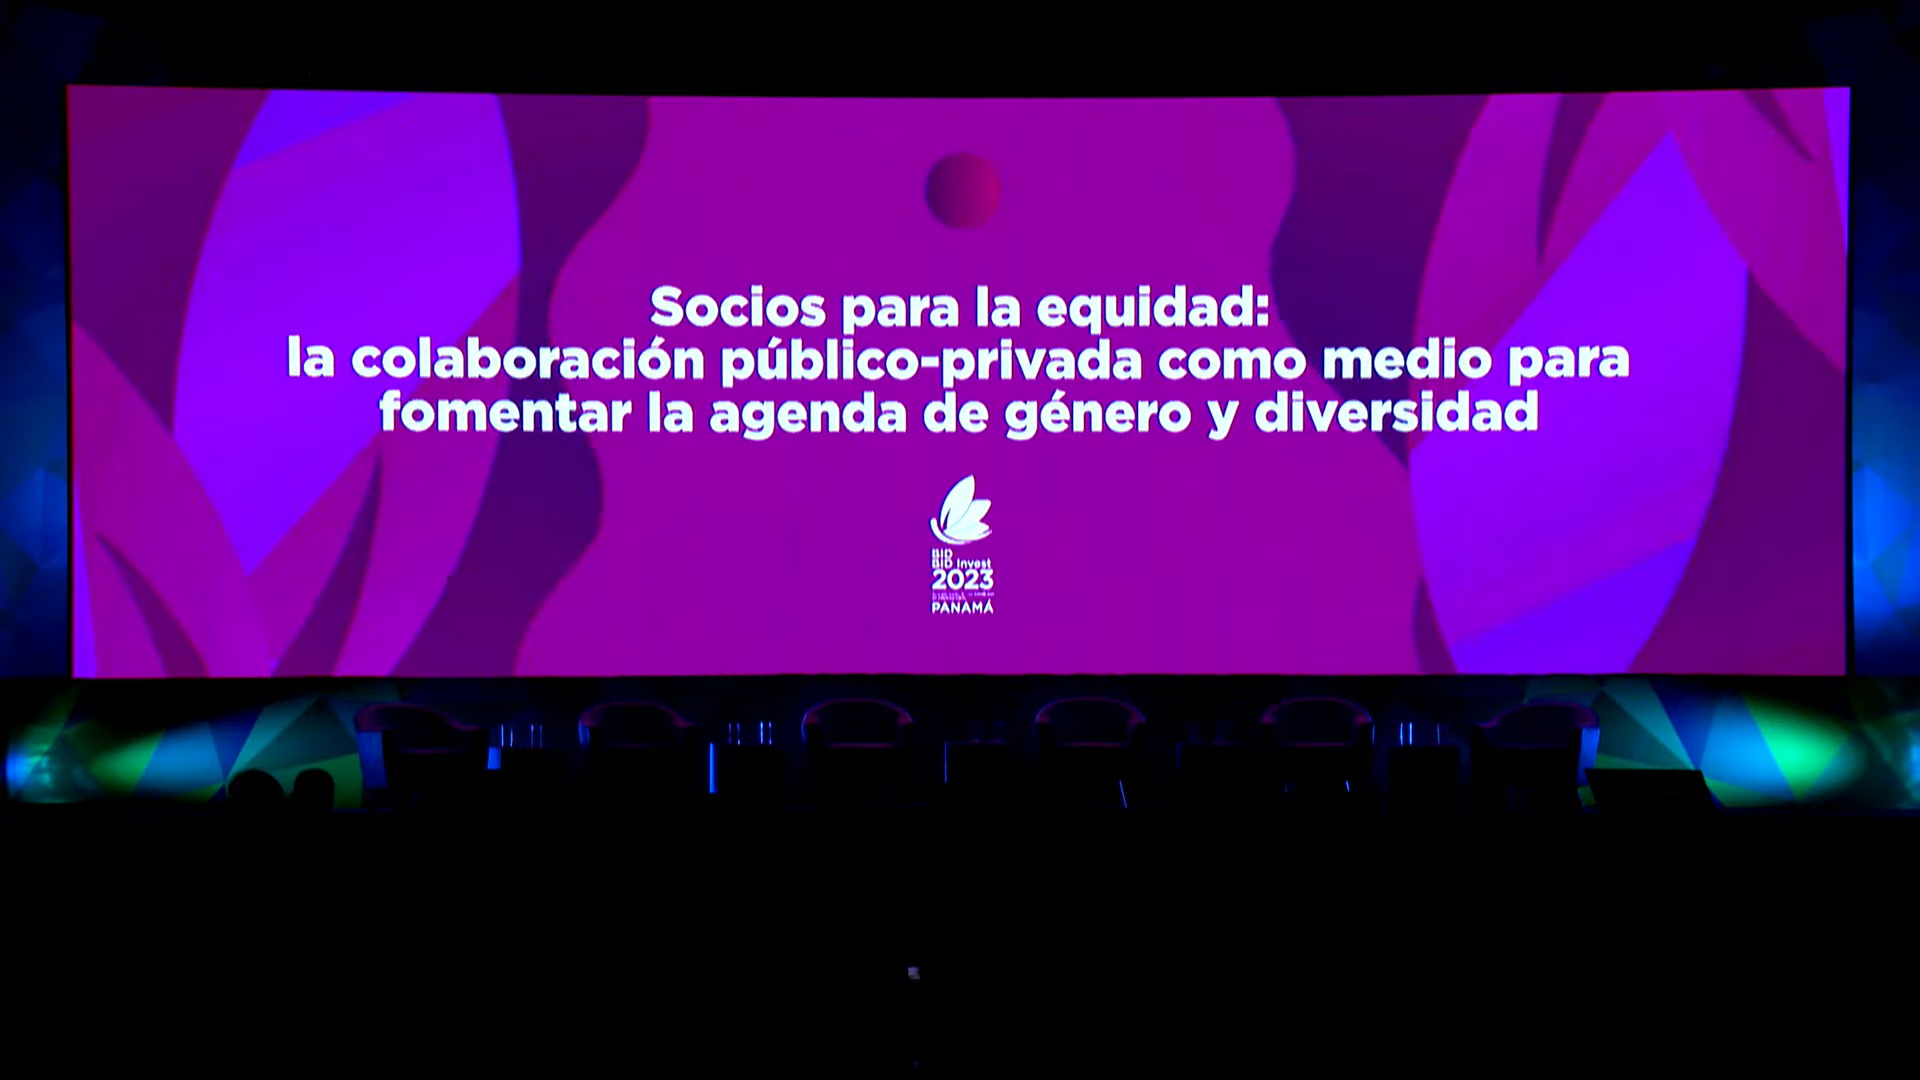 Socios para la equidad:
la colaboración público-privada como medio para
fomentar la agenda de género y diversidad
BID
BID Invest
2023
PANAMÁ